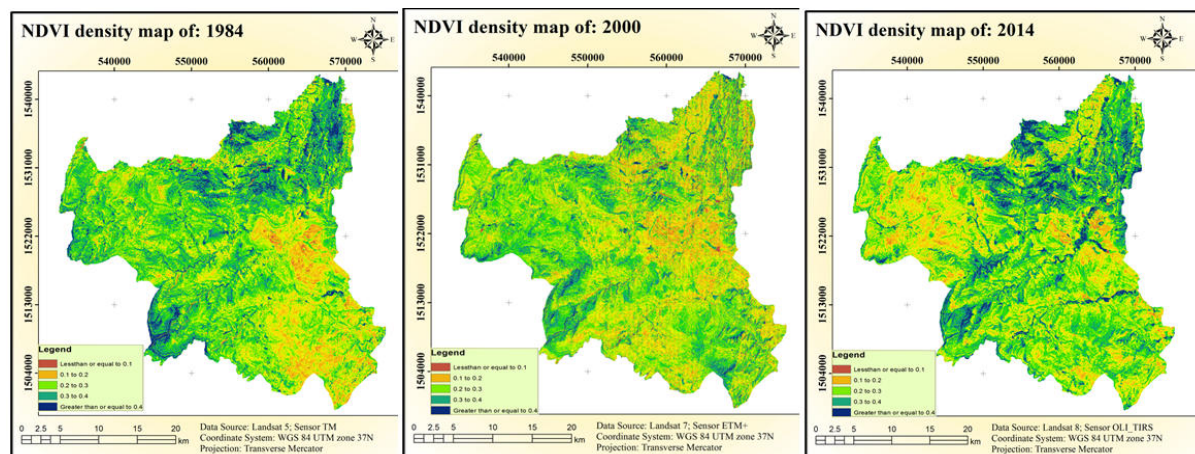 NDVI density map of: 1984
N
W E
S
540000 550000 560000 570000
1540000
1531000
1522000
1513000
1504000
Legend
Lessthan or equal to 0.1
0.1 to 0.2
0.2 to 0.3
0.3 to 0.4
Greater than or equal to 0.4
0 2.5 5 10 15 20
km
Data Source: Landsat 5; Sensor TM
Coordinate System: WGS 84 UTM zone 37N
Projection: Transverse Mercator
NDVI density map of: 2000
N
W E
S
540000 550000 560000 570000
1540000
1531000
1522000
1513000
1504000
Legend
Lessthan or equal to 0.1
0.1 to 0.2
0.2 to 0.3
0.3 to 0.4
Greater than or equal to 0.4
0 2.5 5 10 15 20
km
Data Source: Landsat 7; Sensor ETM+
Coordinate System: WGS 84 UTM zone 37N
Projection: Transverse Mercator
NDVI density map of: 2014
N
W E
S
540000 550000 560000 570000
1540000
1531000
1522000
1513000
1504000
Legend
Lessthan or equal to 0.1
0.1 to 0.2
0.2 to 0.3
0.3 to 0.4
Greater than or equal to 0.4
0 2.5 5 10 15 20
km
Data Source: Landsat 8; Sensor OLI_TIRS
Coordinate System: WGS 84 UTM zone 37N
Projection: Transverse Mercator